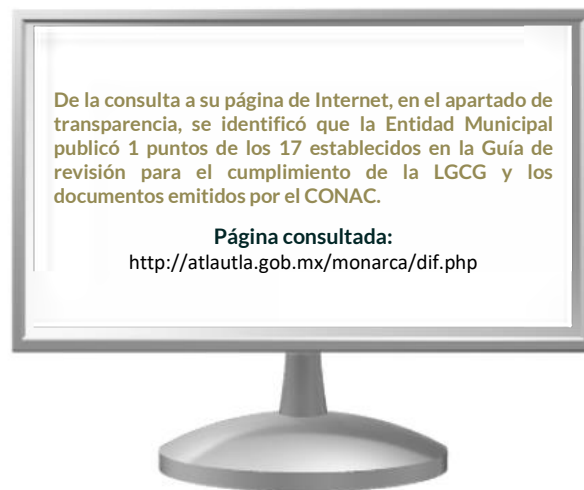 De la consulta a su página de Internet, en el apartado de
transparencia, se identificó que la Entidad Municipal
publicó 1 puntos de los 17 establecidos en la Guía de
revisión para el cumplimiento de la LGCG y los
documentos emitidos por el CONAC.
Página consultada:
http://atlautla.gob.mx/monarca/dif.php